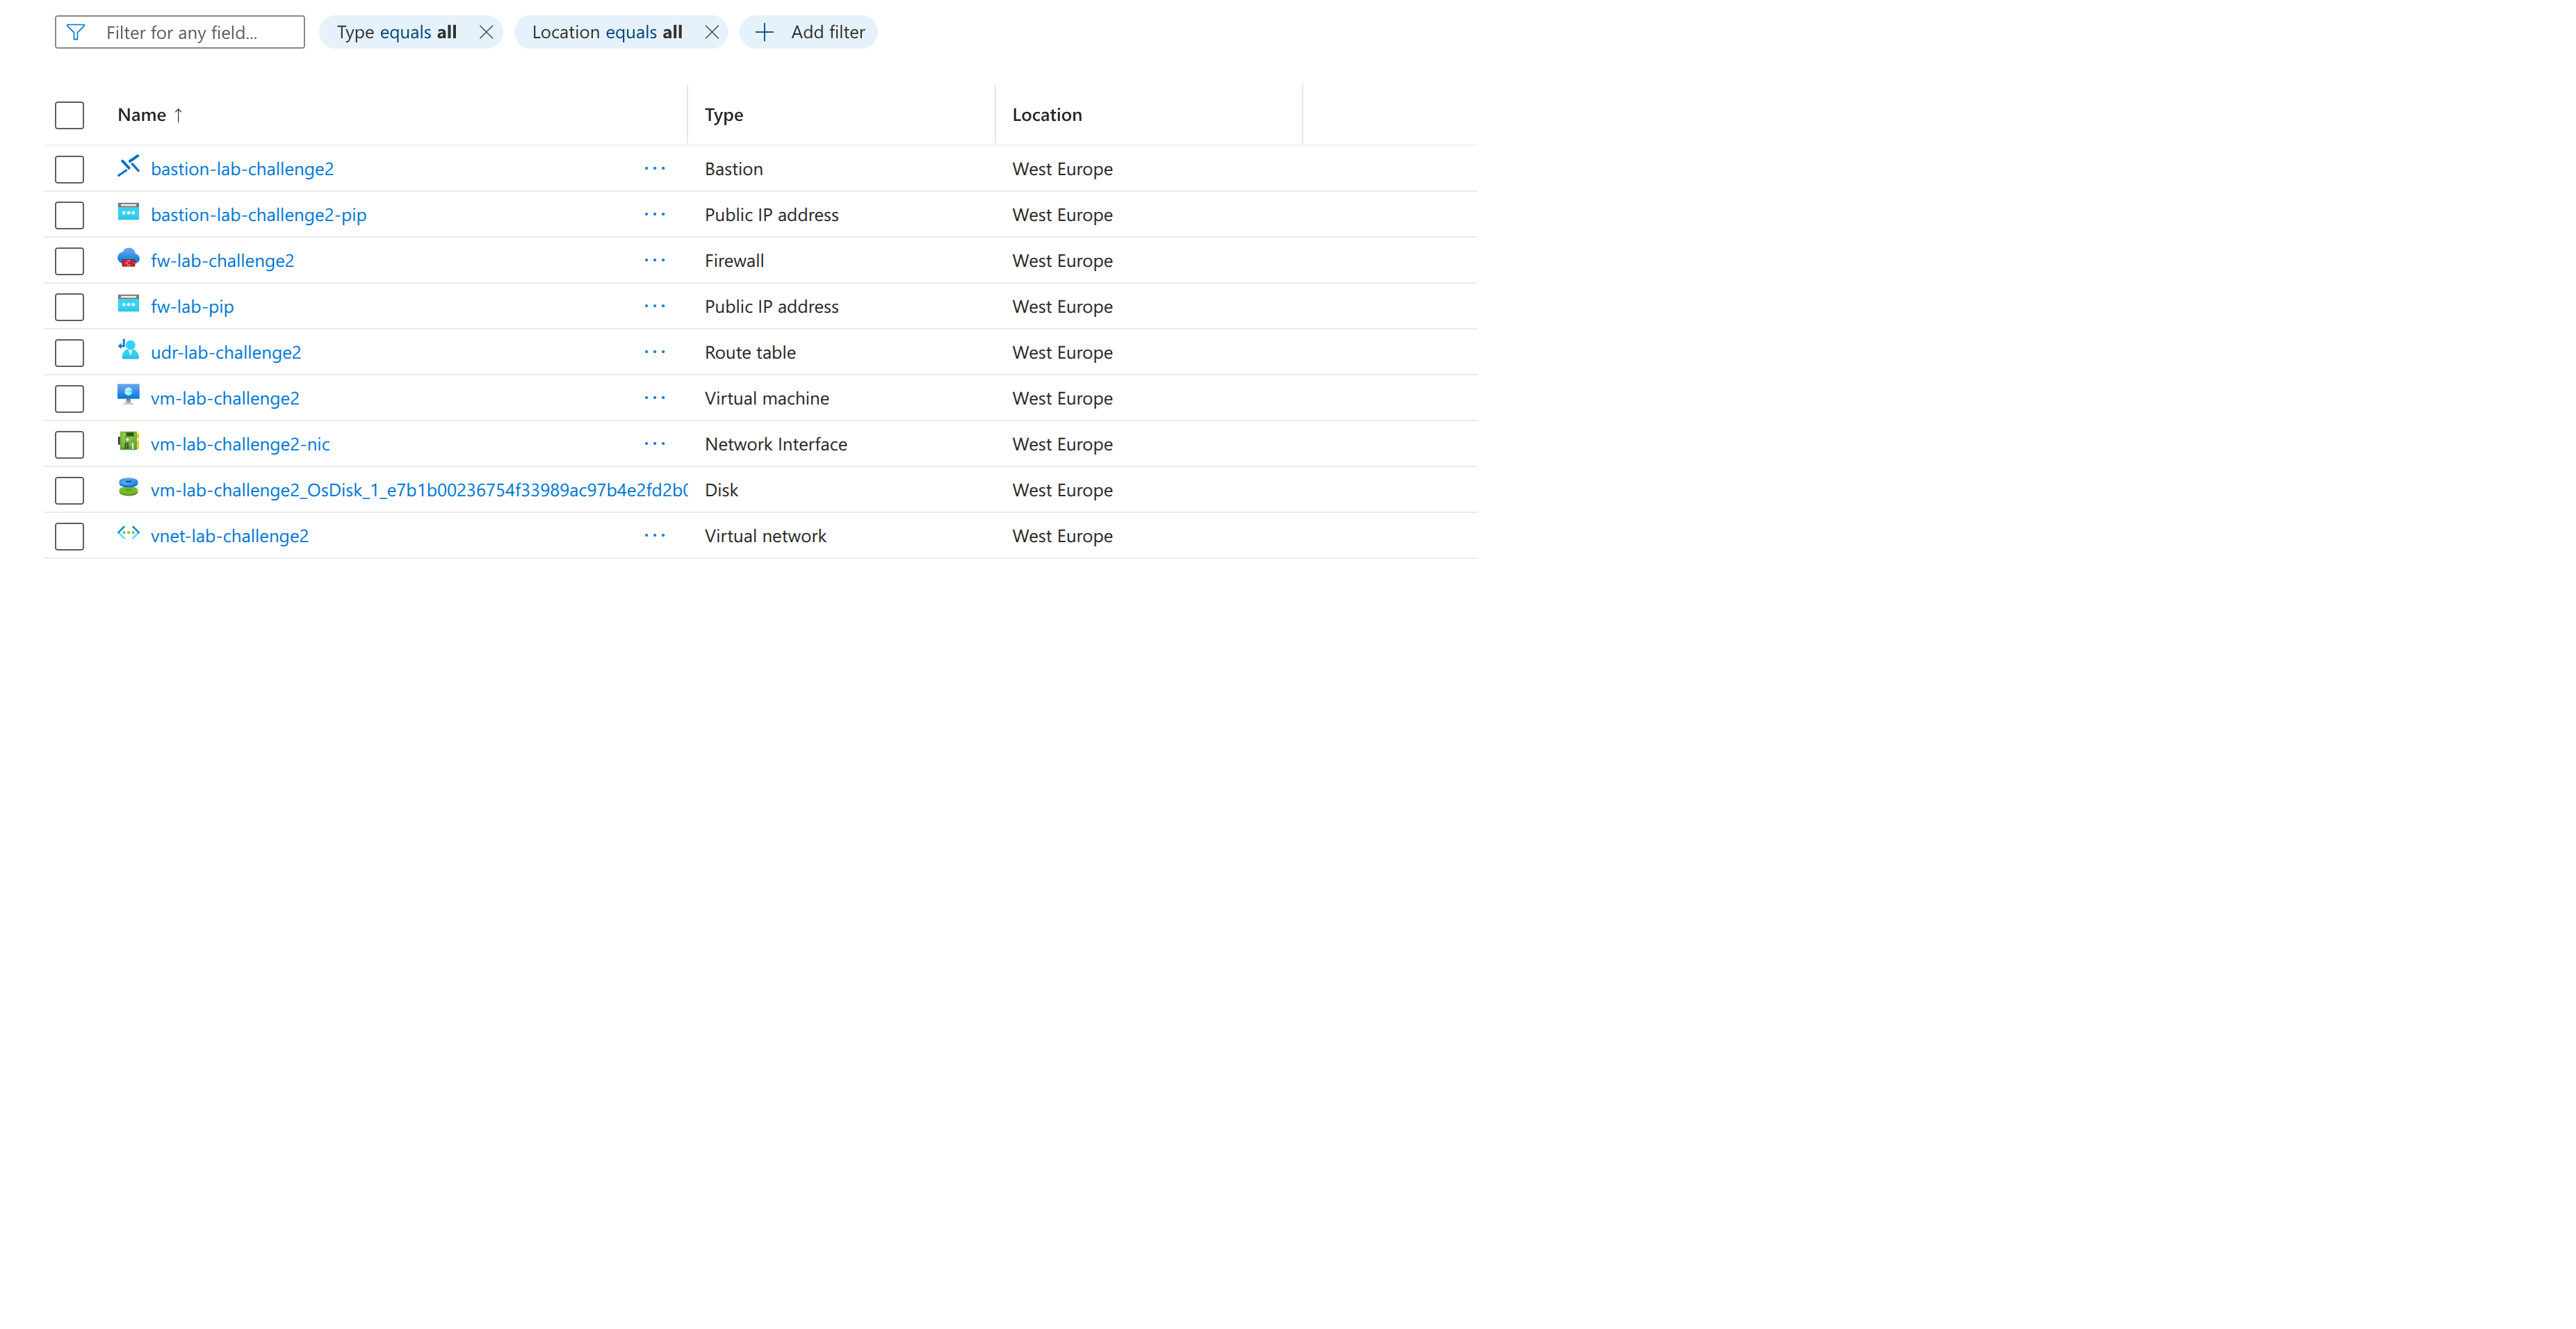 Filter for any field... Type equals all Location equals all Add filter
Name ↑ Type Location
bastion-lab-challenge2 ... Bastion West Europe
bastion-lab-challenge2-pip ... Public IP address West Europe
fw-lab-challenge2 ... Firewall West Europe
fw-lab-pip ... Public IP address West Europe
udr-lab-challenge2 ... Route table West Europe
vm-lab-challenge2 ... Virtual machine West Europe
vm-lab-challenge2-nic ... Network Interface West Europe
vm-lab-challenge2_OsDisk_1_e7b1b00236754f33989ac97b4e2fd2b0 Disk West Europe
vnet-lab-challenge2 ... Virtual network West Europe